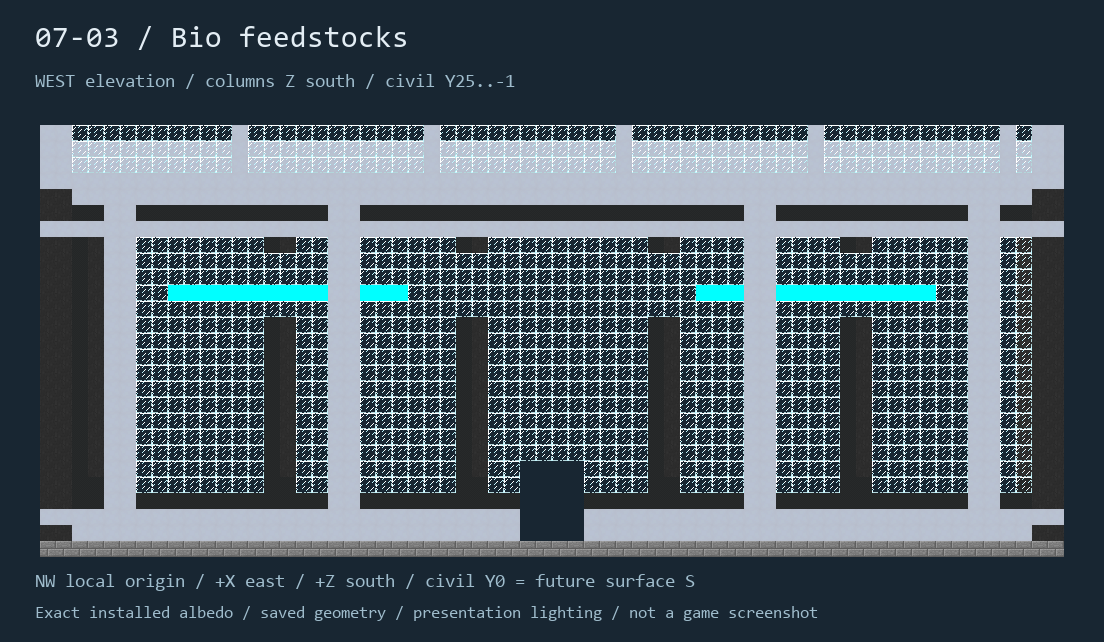 07-03 / Bio feedstocks
WEST elevation / columns Z south / civil Y25..-1
NW local origin / +X east / +Z south / civil Y0 = future surface S
Exact installed albedo / saved geometry / presentation lighting / not a game screenshot